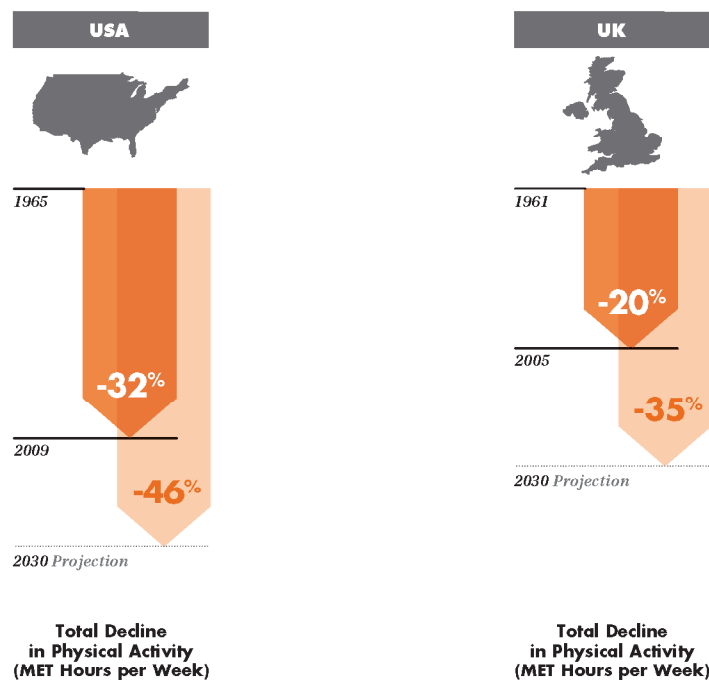 USA
1965
-32%
2009
-46%
2030 Projection
Total Decline
in Physical Activity
(MET Hours per Week)
UK
1961
-20%
2005
-35%
2030 Projection
Total Decline
in Physical Activity
(MET Hours per Week)